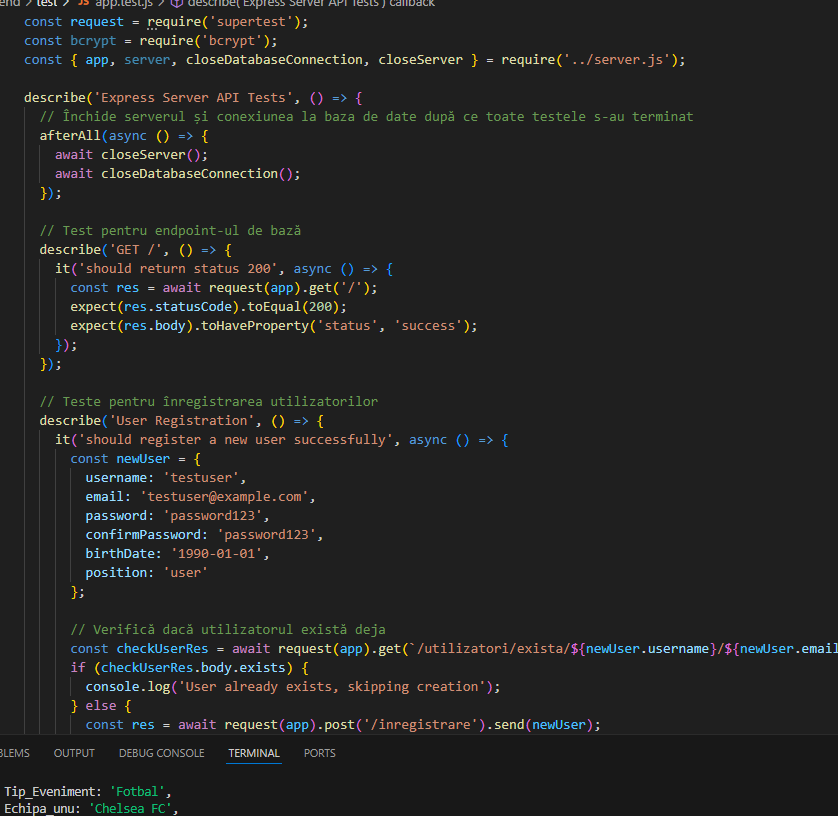 end > test > JS app.test.js > describe('Express Server API Tests') callback
const request = require('supertest');
const bcrypt = require('bcrypt');
const { app, server, closeDatabaseConnection, closeServer } = require('../server.js');
describe('Express Server API Tests', () => {
// Închide serverul și conexiunea la baza de date după ce toate testele s-au terminat
afterAll(async () => {
await closeServer();
await closeDatabaseConnection();
});
// Test pentru endpoint-ul de bază
describe('GET /', () => {
it('should return status 200', async () => {
const res = await request(app).get('/');
expect(res.statusCode).toEqual(200);
expect(res.body).toHaveProperty('status', 'success');
});
});
// Teste pentru înregistrarea utilizatorilor
describe('User Registration', () => {
it('should register a new user successfully', async () => {
const newUser = {
username: 'testuser',
email: 'testuser@example.com',
password: 'password123',
confirmPassword: 'password123',
birthDate: '1990-01-01',
position: 'user'
};
// Verifică dacă utilizatorul există deja
const checkUserRes = await request(app).get(`/utilizatori/exista/${newUser.username}/${newUser.email
if (checkUserRes.body.exists) {
console.log('User already exists, skipping creation');
} else {
const res = await request(app).post('/inregistrare').send(newUser);
BLEMS OUTPUT DEBUG CONSOLE TERMINAL PORTS
Tip_Eveniment: 'Fotbal',
Echipa_unu: 'Chelsea FC',